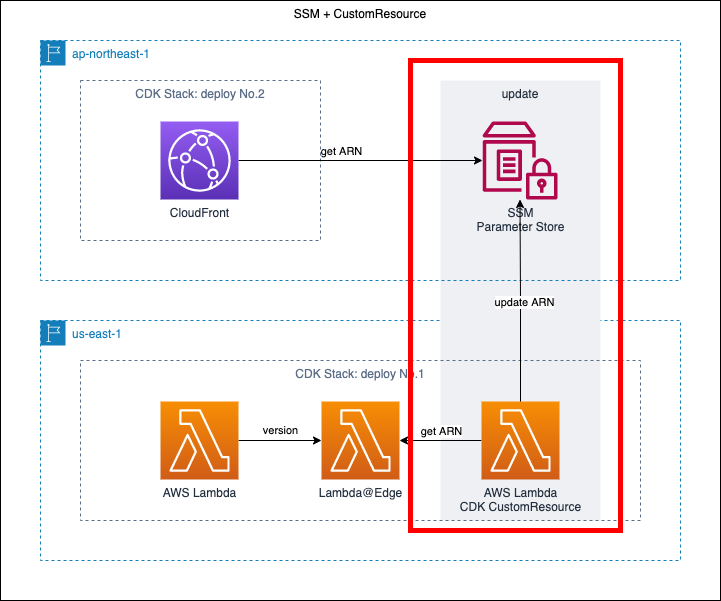 SSM + CustomResource
ap-northeast-1
CDK Stack: deploy No.2
update
get ARN
CloudFront
SSM
Parameter Store
update ARN
us-east-1
CDK Stack: deploy No.1
version
get ARN
AWS Lambda
Lambda@Edge
AWS Lambda
CDK CustomResource